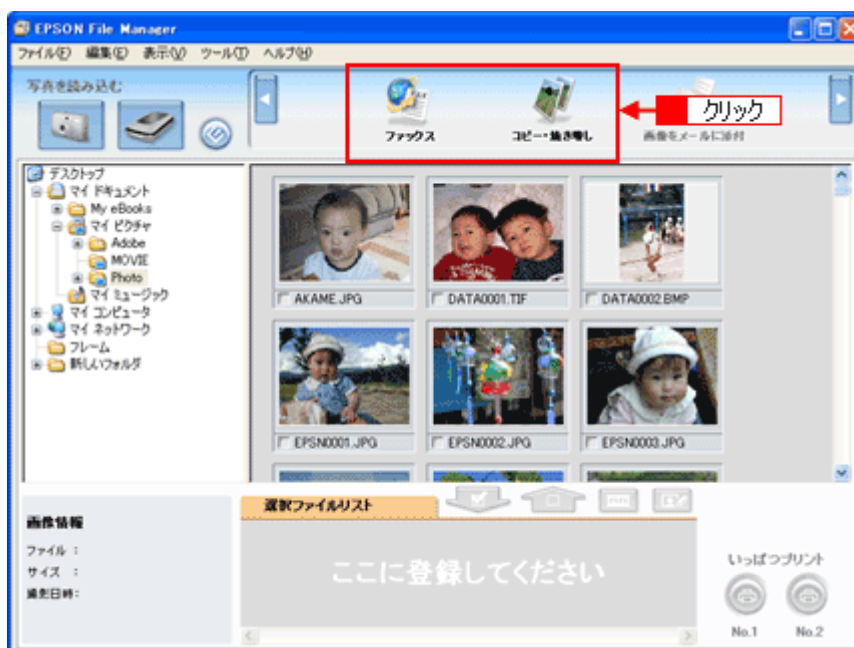 EPSON File Manager
ファイル(F) 編集(E) 表示(V) ツール(T) ヘルプ(H)
写真を読み込む
ファックス
コピー・焼き増し
クリック
画像をメールに添付
デスクトップ
マイ ドキュメント
My eBooks
マイ ピクチャ
Adobe
MOVIE
Photo
マイ ミュージック
マイ コンピュータ
マイ ネットワーク
フレーム
新しいフォルダ
AKAME.JPG
DATA0001.TIF
DATA0002.BMP
EPSN0001.JPG
EPSN0002.JPG
EPSN0003.JPG
選択ファイルリスト
画像情報
ファイル :
サイズ :
撮影日時:
ここに登録してください
いっぱつプリント
No.1
No.2